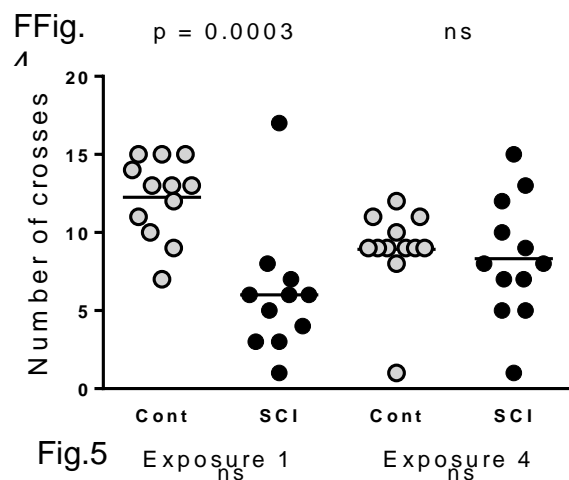 FFig.
4
p = 0.0003 ns
20
15
10
5
0
Number of crosses
Cont SCI Cont SCI
Exposure 1 Exposure 4
Fig.5
ns ns